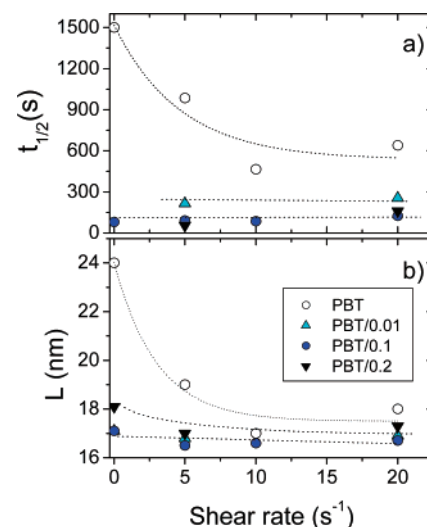 1500
a)
1200
900
600
300
0
t1/2(s)
24
b)
22
20
18
16
L (nm)
PBT
PBT/0.01
PBT/0.1
PBT/0.2
0 5 10 15 20
Shear rate (s-1)